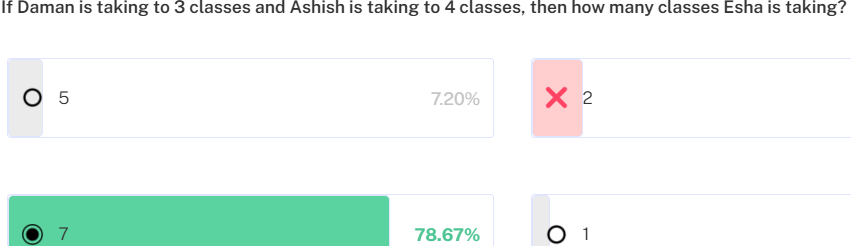 If Daman is taking to 3 classes and Ashish is taking to 4 classes, then how many classes Esha is taking?
5 7.20%
2
7 78.67%
1